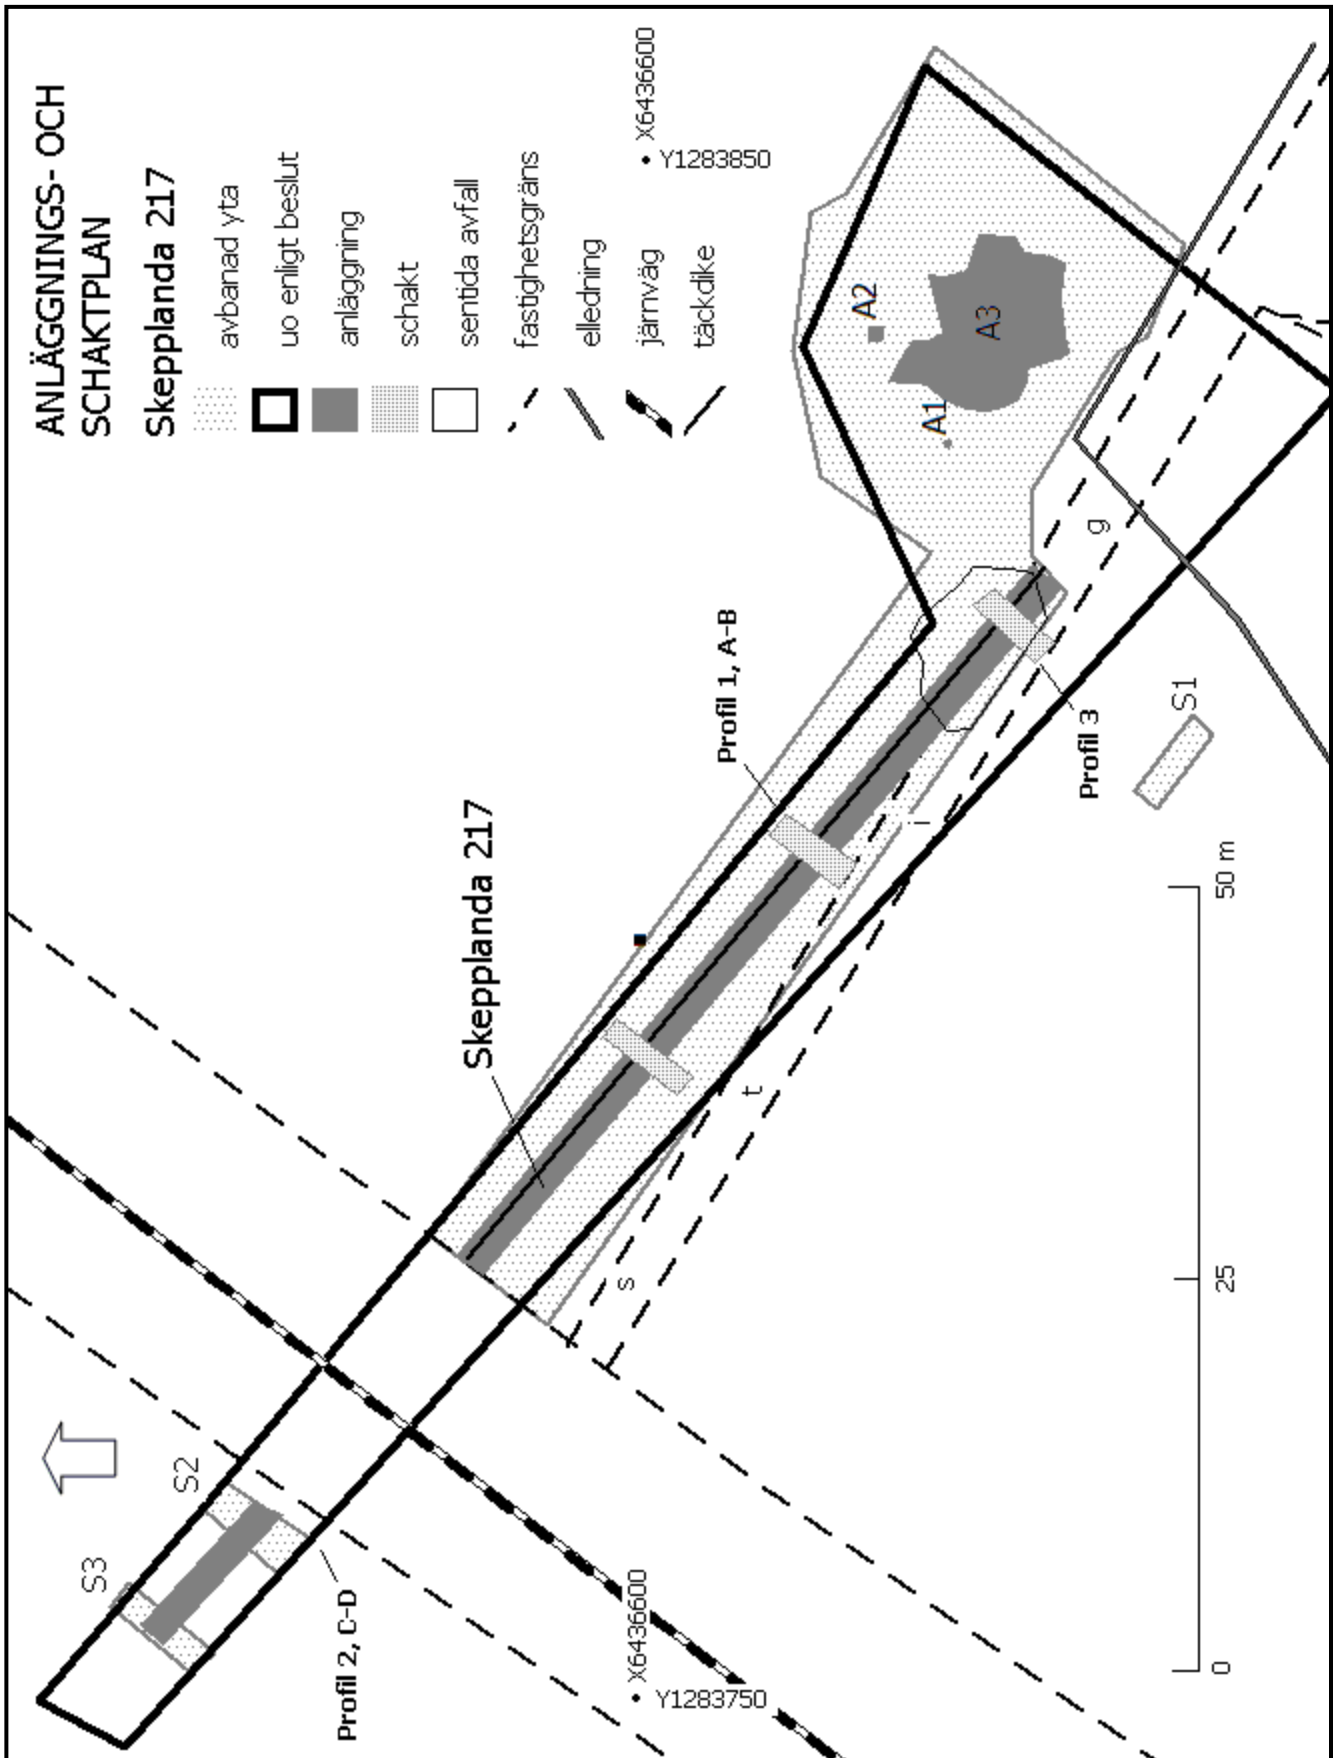 ANLÄGGNINGS- OCH
SCHAKTPLAN
Skepplanda 217
avbanad yta
uo enligt beslut
anläggning
schakt
sentida avfall
fastighetsgräns
elledning
järnväg
täckdike
X6436600
Y1283850
S3
S2
Profil 2, C-D
X6436600
Y1283750
Skepplanda 217
Profil 1, A-B
Profil 3
A1
A2
A3
S1
s
t
i
g
0
25
50 m